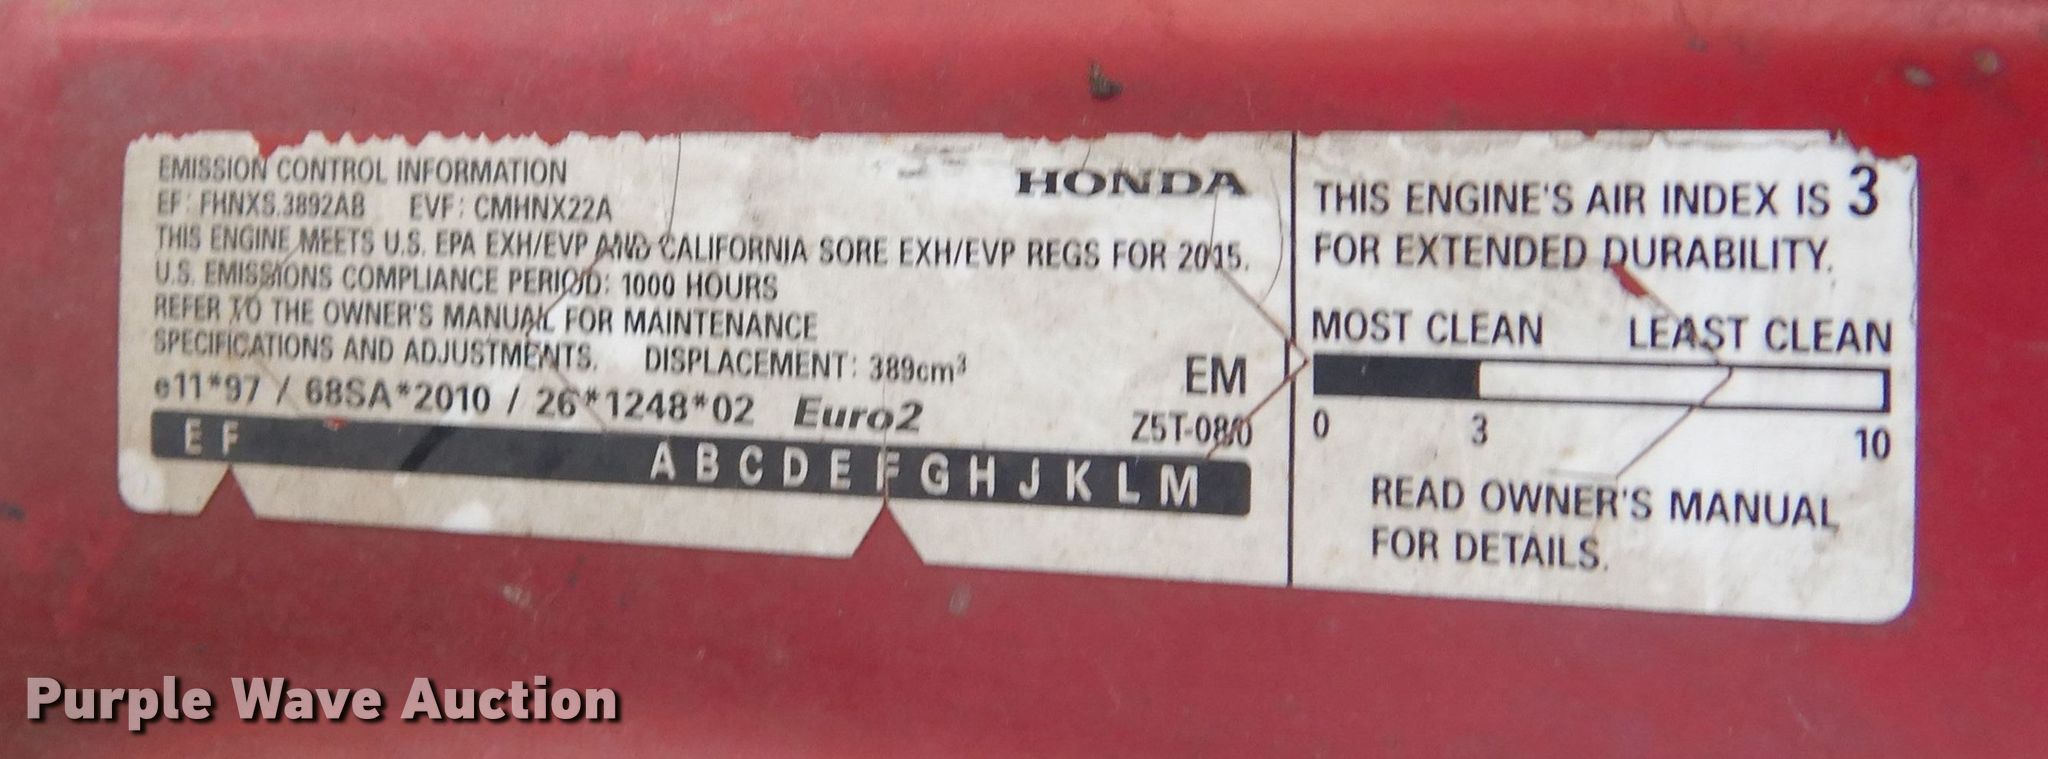 EMISSION CONTROL INFORMATION
HONDA
EF: FHNXS.3892AB EVF: CMHNX22A
THIS ENGINE MEETS U.S. EPA EXH/EVP AND CALIFORNIA SORE EXH/EVP REGS FOR 2015.
U.S. EMISSIONS COMPLIANCE PERIOD: 1000 HOURS
REFER TO THE OWNER'S MANUAL FOR MAINTENANCE
SPECIFICATIONS AND ADJUSTMENTS. DISPLACEMENT: 389cm³
EM
e11*97 / 68SA*2010 / 26*1248*02 Euro2
Z5T-08/0
E F A B C D E F G H J K L M
THIS ENGINE'S AIR INDEX IS 3
FOR EXTENDED DURABILITY.
MOST CLEAN LEAST CLEAN
0 3 10
READ OWNER'S MANUAL
FOR DETAILS.
Purple Wave Auction